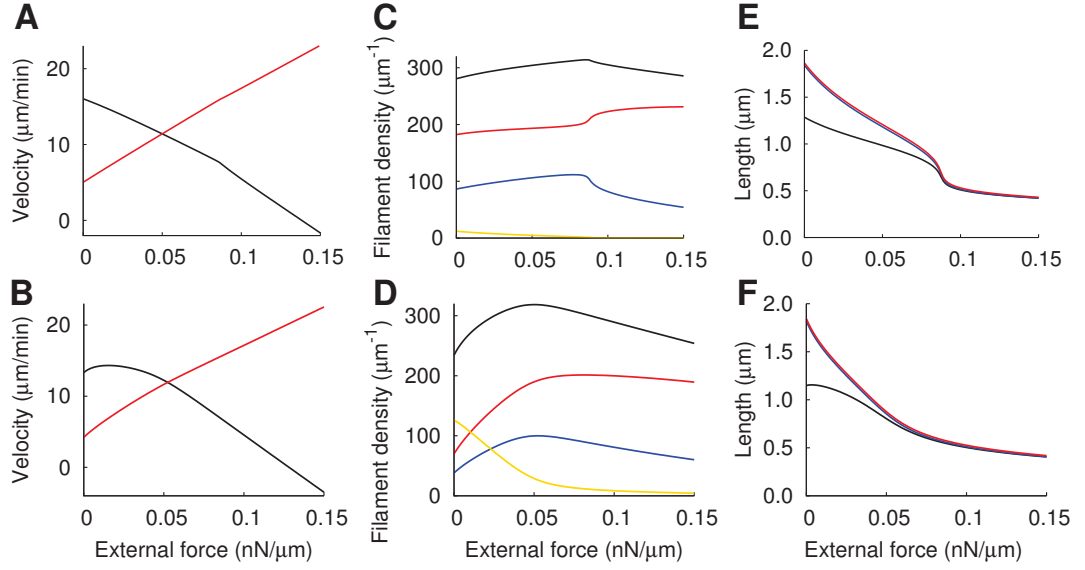 A
Velocity (μm/min)
20
10
0
0 0.05 0.1 0.15
C
Filament density (μm⁻¹)
300
200
100
0
0 0.05 0.10 0.15
E
Length (μm)
2.0
1.5
1.0
0.5
0.0
0 0.05 0.1 0.15
B
Velocity (μm/min)
20
10
0
0 0.05 0.10 0.15
External force (nN/μm)
D
Filament density (μm⁻¹)
300
200
100
0
0 0.05 0.10 0.15
External force (nN/μm)
F
Length (μm)
2.0
1.5
1.0
0.5
0.0
0 0.05 0.10 0.15
External force (nN/μm)